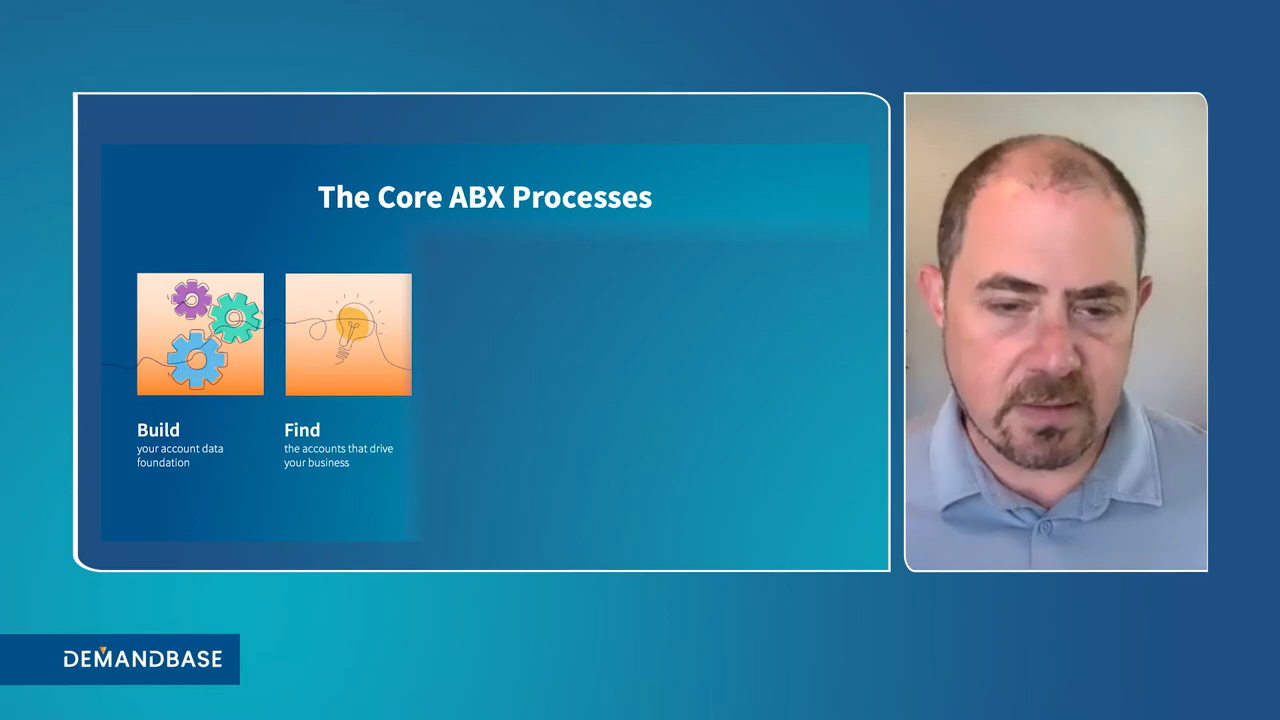 The Core ABX Processes
Build
your account data
foundation
Find
the accounts that drive
your business
DEMANDBASE